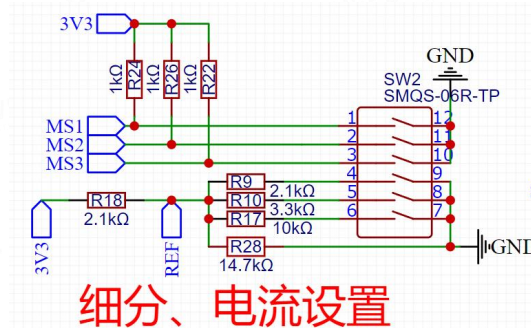 3V3
GND
SW2
SMQS-06R-TP
1kΩ R24
1kΩ R26
1kΩ R22
MS1
MS2
MS3
1 12
2 11
3 10
4 9
5 8
6 7
R9
2.1kΩ
R10
3.3kΩ
R17
10kΩ
R18
2.1kΩ
R28
14.7kΩ
3V3
REF
GND
细分、电流设置